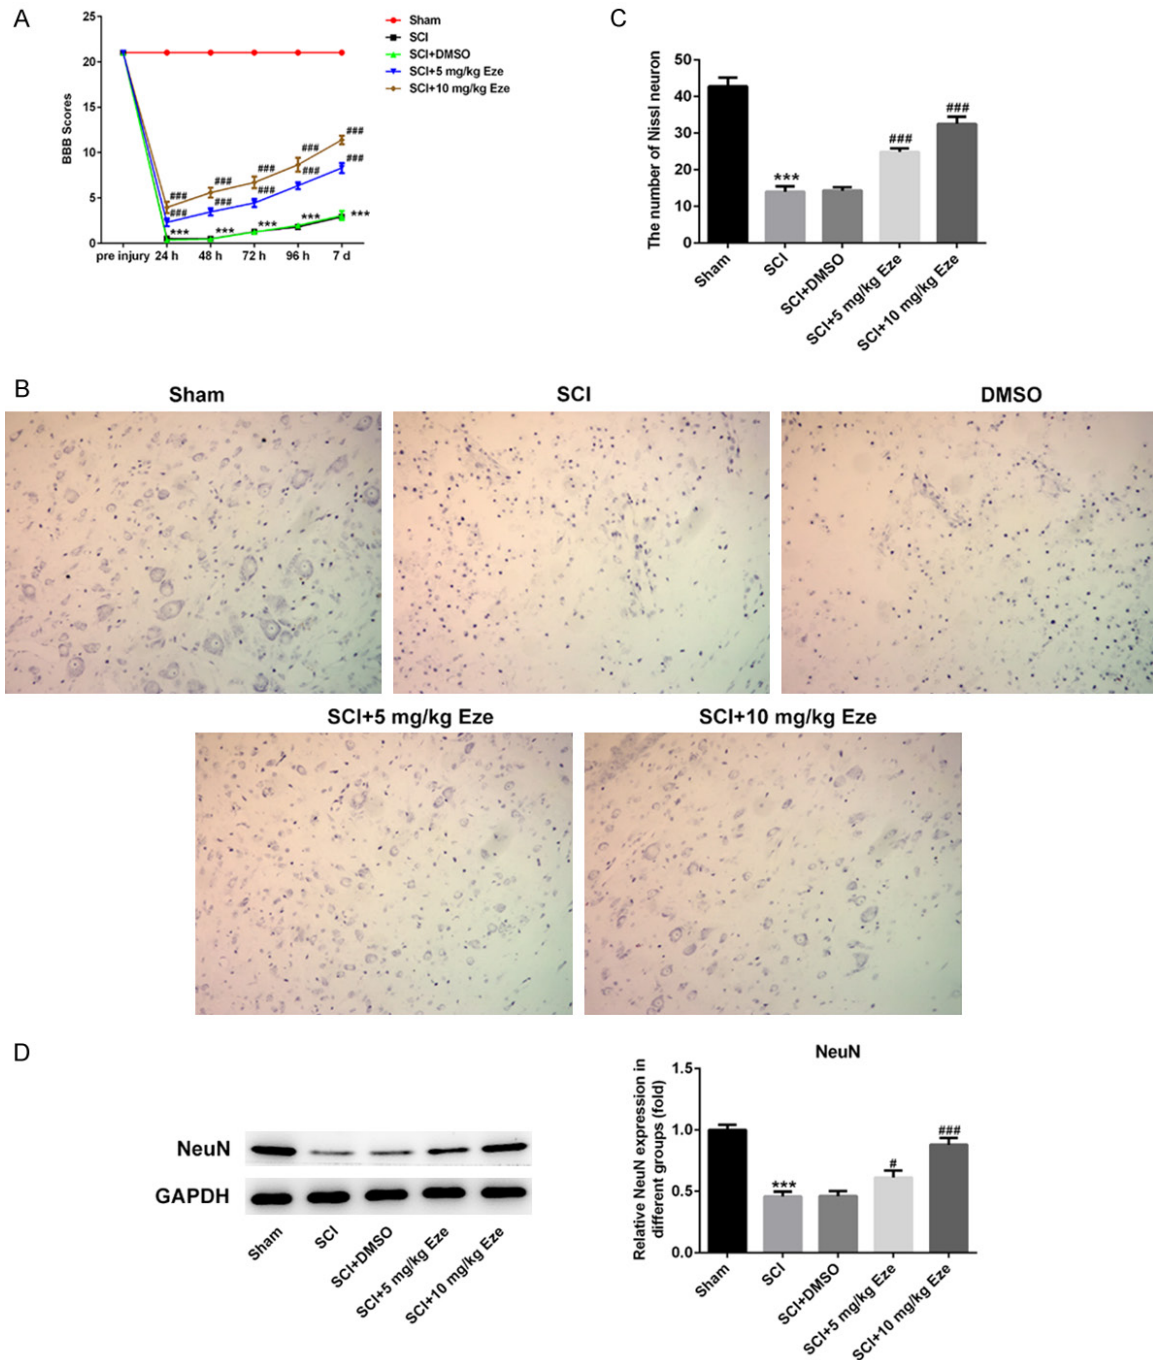 A
25
20
15
10
5
0
BBB Scores
pre injury 24 h 48 h 72 h 96 h 7 d
### ### ### ### ###
### ### ### ### ###
*** *** *** *** ***
Sham
SCI
SCI+DMSO
SCI+5 mg/kg Eze
SCI+10 mg/kg Eze
C
50
40
30
20
10
0
The number of Nissl neuron
*** ### ###
Sham
SCI
SCI+DMSO
SCI+5 mg/kg Eze
SCI+10 mg/kg Eze
B
Sham SCI DMSO
SCI+5 mg/kg Eze SCI+10 mg/kg Eze
D
NeuN
GAPDH
Sham
SCI
SCI+DMSO
SCI+5 mg/kg Eze
SCI+10 mg/kg Eze
NeuN
1.5
1.0
0.5
0.0
Relative NeuN expression in
different groups (fold)
*** # ###
Sham
SCI
SCI+DMSO
SCI+5 mg/kg Eze
SCI+10 mg/kg Eze